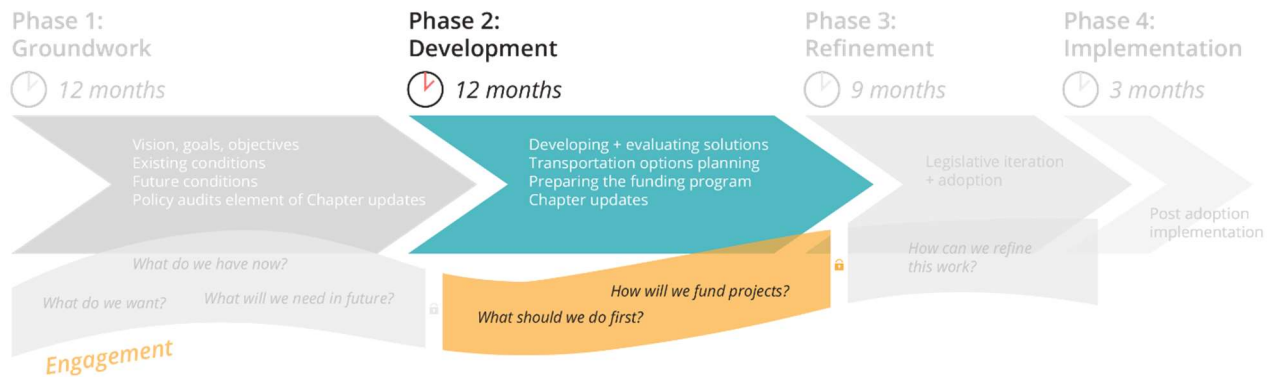 Phase 1:
Groundwork
12 months
Vision, goals, objectives
Existing conditions
Future conditions
Policy audits element of Chapter updates
What do we have now?
What do we want?
What will we need in future?
Engagement
Phase 2:
Development
12 months
Developing + evaluating solutions
Transportation options planning
Preparing the funding program
Chapter updates
How will we fund projects?
What should we do first?
Phase 3:
Refinement
9 months
Legislative iteration
+ adoption
How can we refine
this work?
Phase 4:
Implementation
3 months
Post adoption
implementation